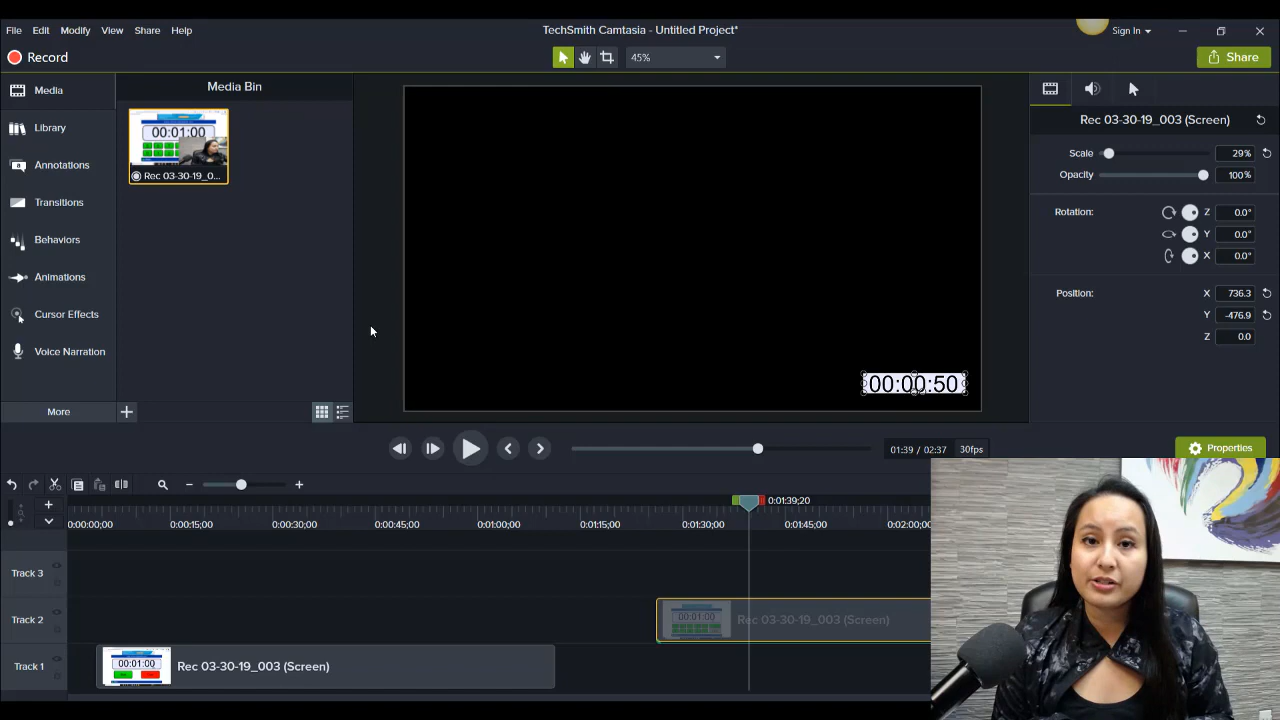 TechSmith Camtasia - Untitled Project*
File Edit Modify View Share Help
Sign In
Record
45%
Share
Media
Library
Annotations
Transitions
Behaviors
Animations
Cursor Effects
Voice Narration
More
Media Bin
00:01:00
Rec 03-30-19_0...
00:00:50
Rec 03-30-19_003 (Screen)
Scale 29%
Opacity 100%
Rotation: Z 0.0°
Y 0.0°
X 0.0°
Position: X 736.3
Y -476.9
Z 0.0
01:39 / 02:37 30fps
Properties
0:01:39;20
0:00:00;00 0:00:15;00 0:00:30;00 0:00:45;00 0:01:00;00 0:01:15;00 0:01:30;00 0:01:45;00 0:02:00;00
Track 3
Track 2
00:01:00
Rec 03-30-19_003 (Screen)
Track 1
00:01:00
Rec 03-30-19_003 (Screen)